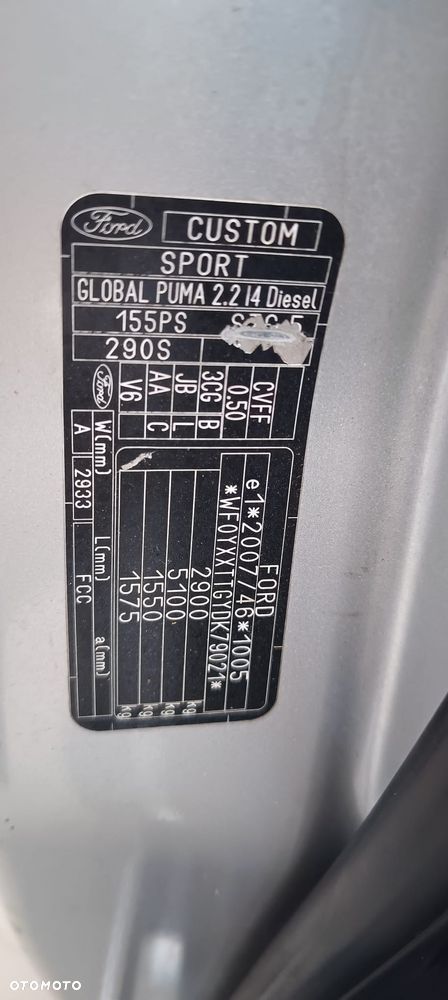 Ford CUSTOM
SPORT
GLOBAL PUMA 2.2 I4 Diesel
155PS
290S
FORD
e1*2007/46*1005
*WF0YXXTTGYDK79021*
2900 kg
5100 kg
1550 kg
1575 kg
CVFF
0.50
3CG B
JB L
AA C
V6
Ford
W(mm) L(mm) a(mm)
A 2933 FCC
OTOMOTO